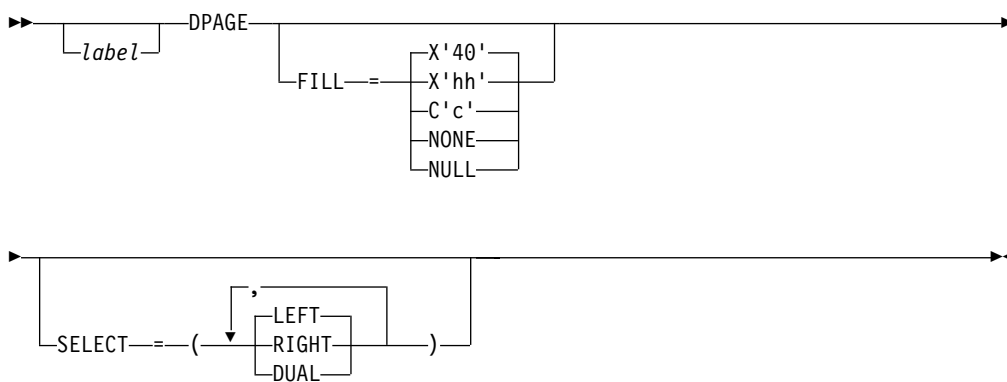 label DPAGE
FILL = X'40'
X'hh'
C'c'
NONE
NULL
,
SELECT = ( LEFT )
RIGHT
DUAL